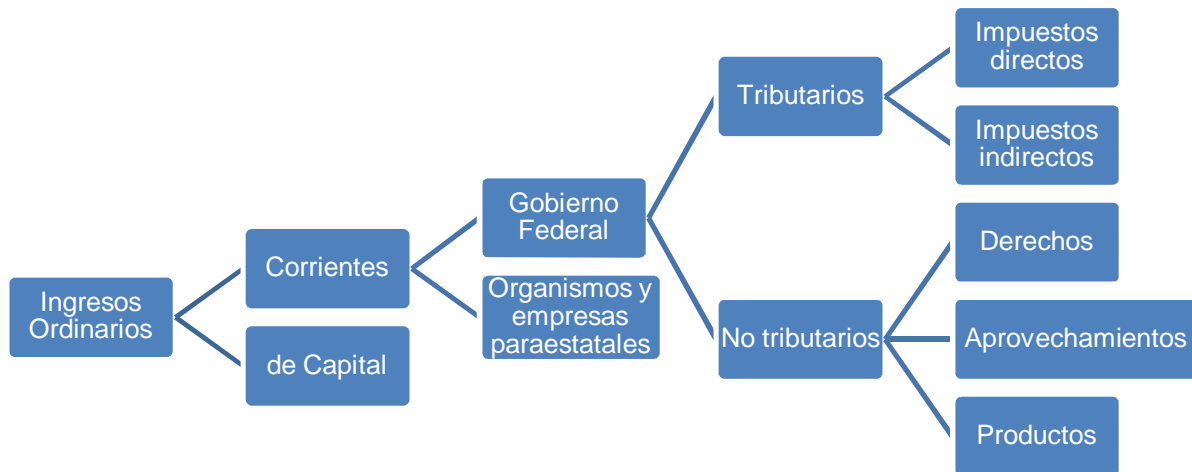 Ingresos
Ordinarios
Corrientes
de Capital
Gobierno
Federal
Organismos y
empresas
paraestatales
Tributarios
No tributarios
Impuestos
directos
Impuestos
indirectos
Derechos
Aprovechamientos
Productos